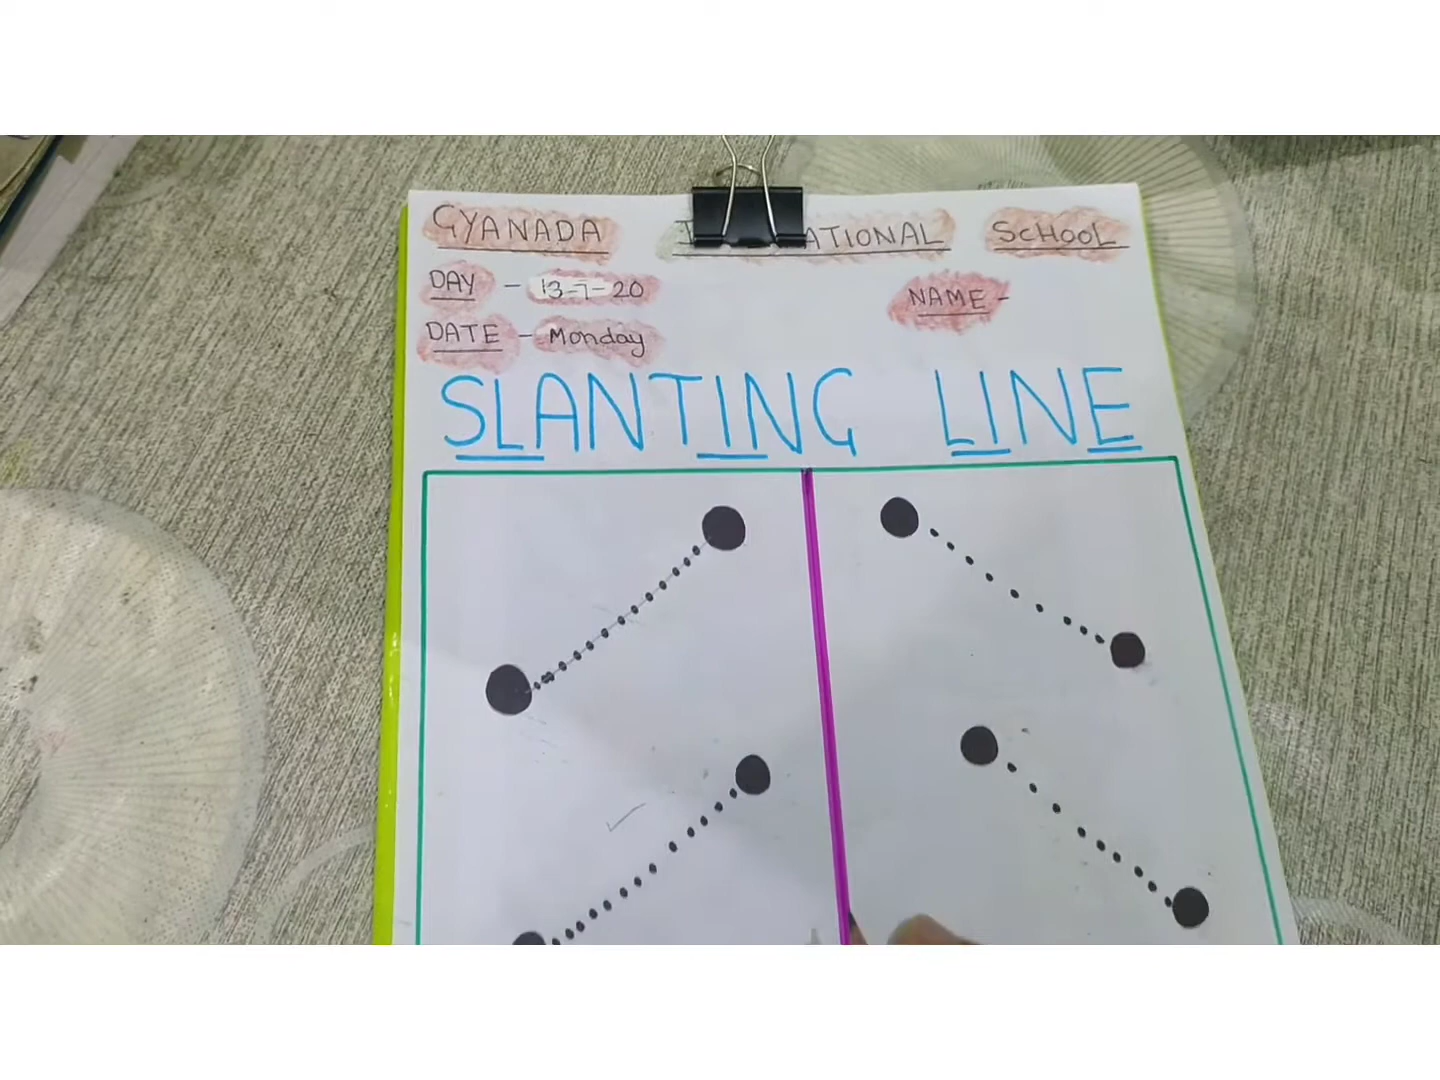 GYANADA ATIONAL SCHOOL
DAY - 13-7-20
NAME -
DATE - Monday
SLANTING LINE